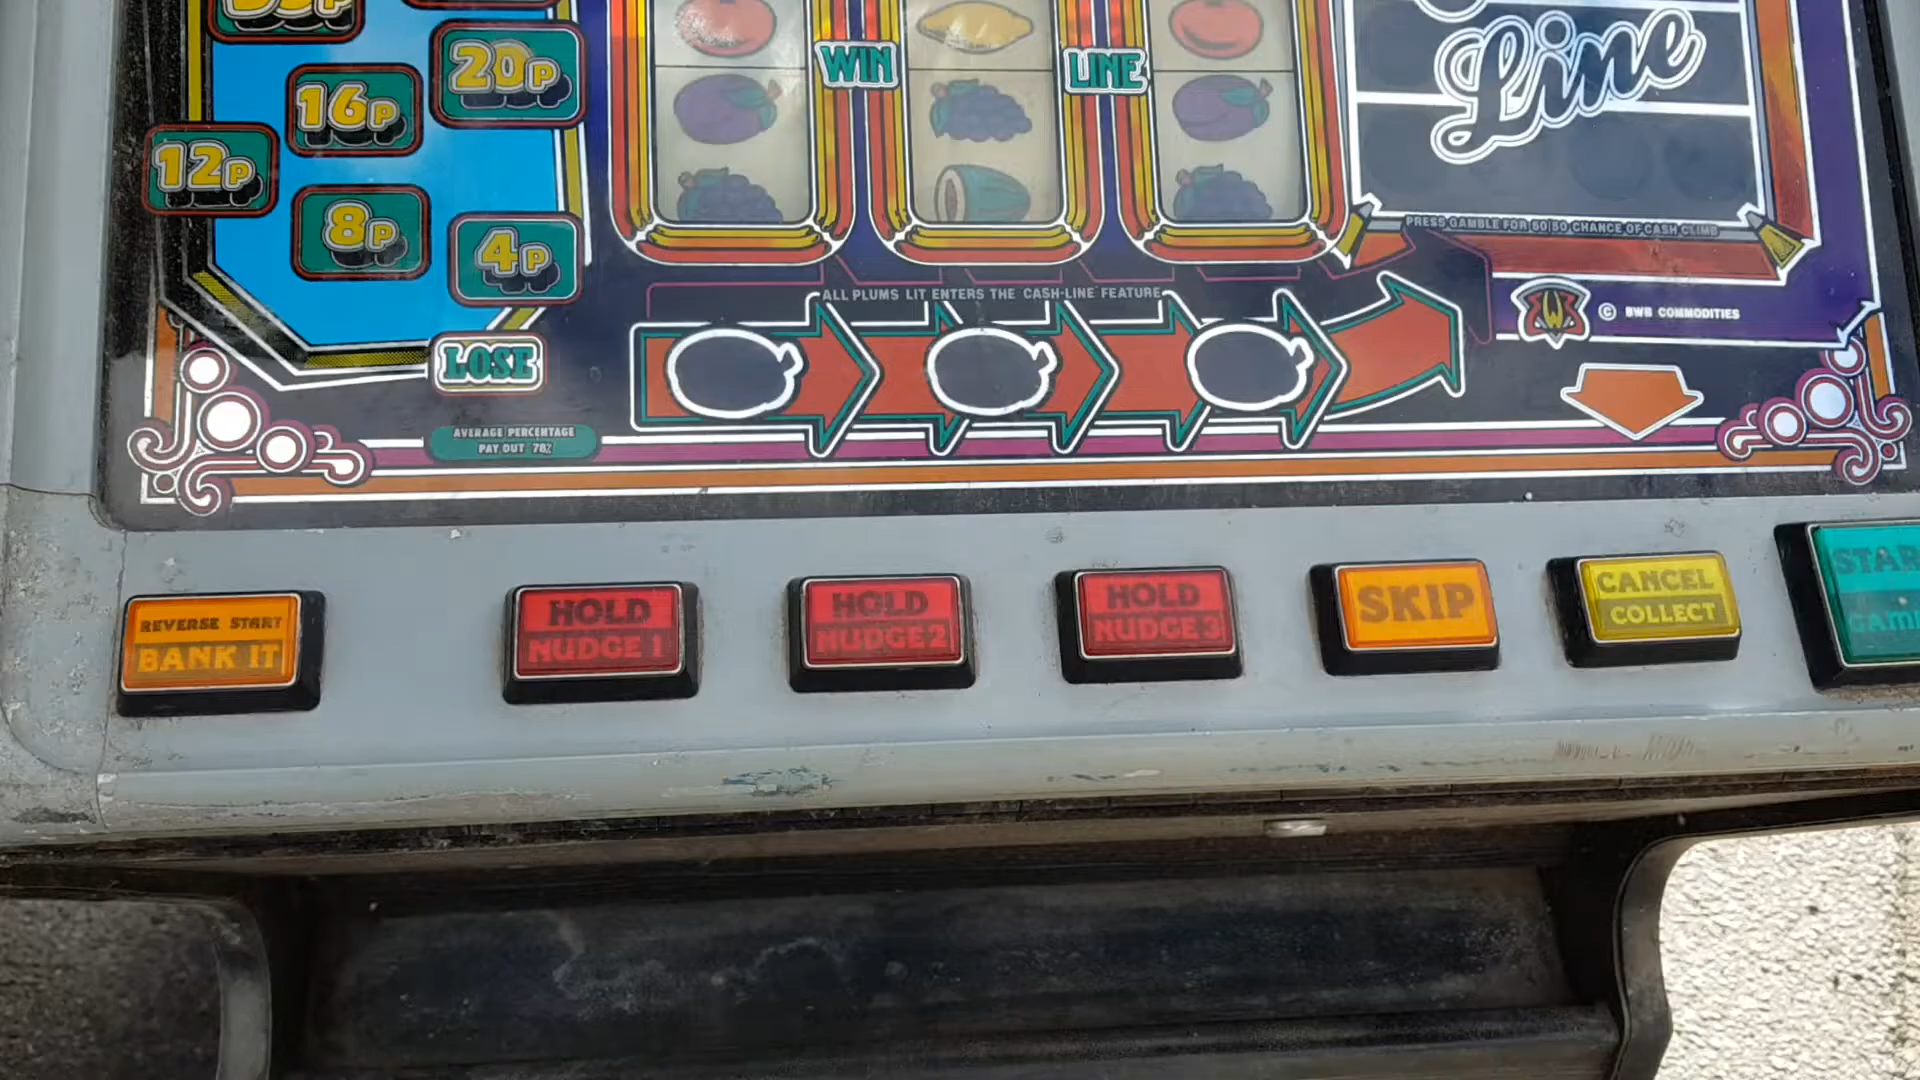 20P
16P
12P
8P
4P
LOSE
WIN
LINE
Line
PRESS GAMBLE FOR 50/50 CHANCE OF CASH CLIMB
ALL PLUMS LIT ENTERS THE CASH-LINE FEATURE
© BWB COMMODITIES
AVERAGE PERCENTAGE
PAY OUT 78%
REVERSE START
BANK IT
HOLD
NUDGE 1
HOLD
NUDGE 2
HOLD
NUDGE 3
SKIP
CANCEL
COLLECT
STAR
GAM